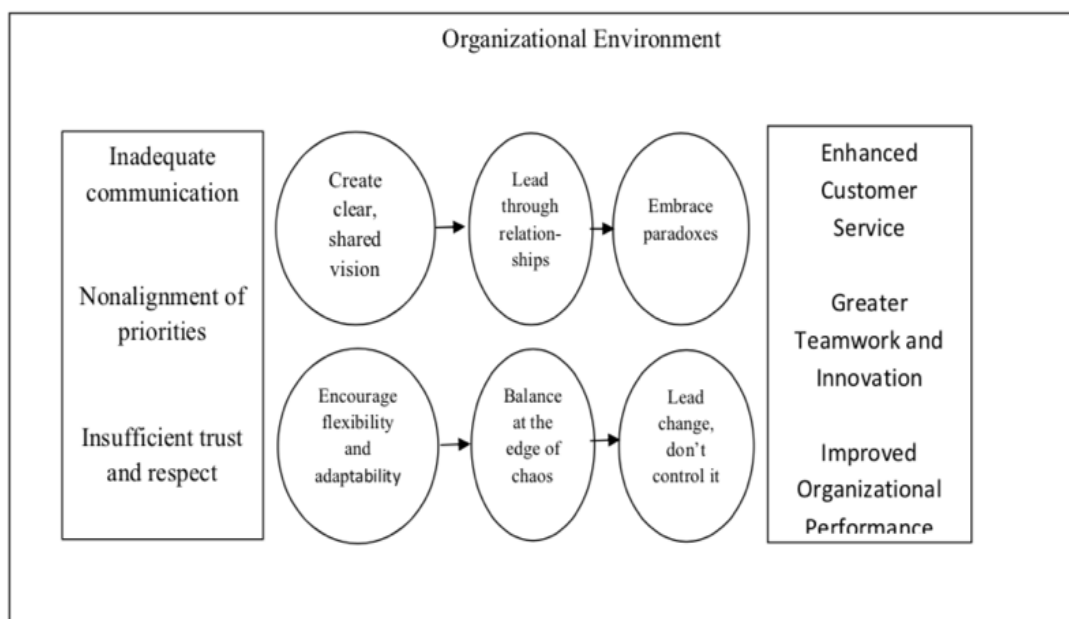 Organizational Environment
Inadequate
communication
Nonalignment of
priorities
Insufficient trust
and respect
Create
clear,
shared
vision
Lead
through
relation-
ships
Embrace
paradoxes
Encourage
flexibility
and
adaptability
Balance
at the
edge of
chaos
Lead
change,
don’t
control it
Enhanced
Customer
Service
Greater
Teamwork and
Innovation
Improved
Organizational
Performance